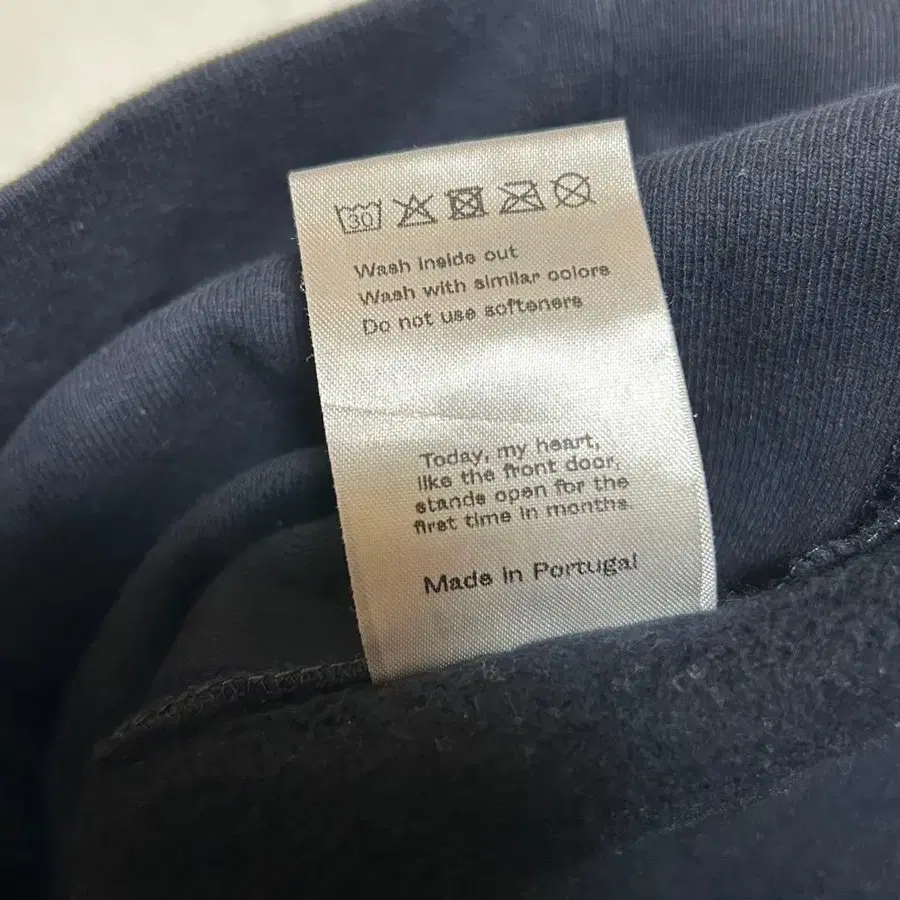 30
Wash inside out
Wash with similar colors
Do not use softeners
Today, my heart,
like the front door,
stands open for the
first time in months.
Made in Portugal